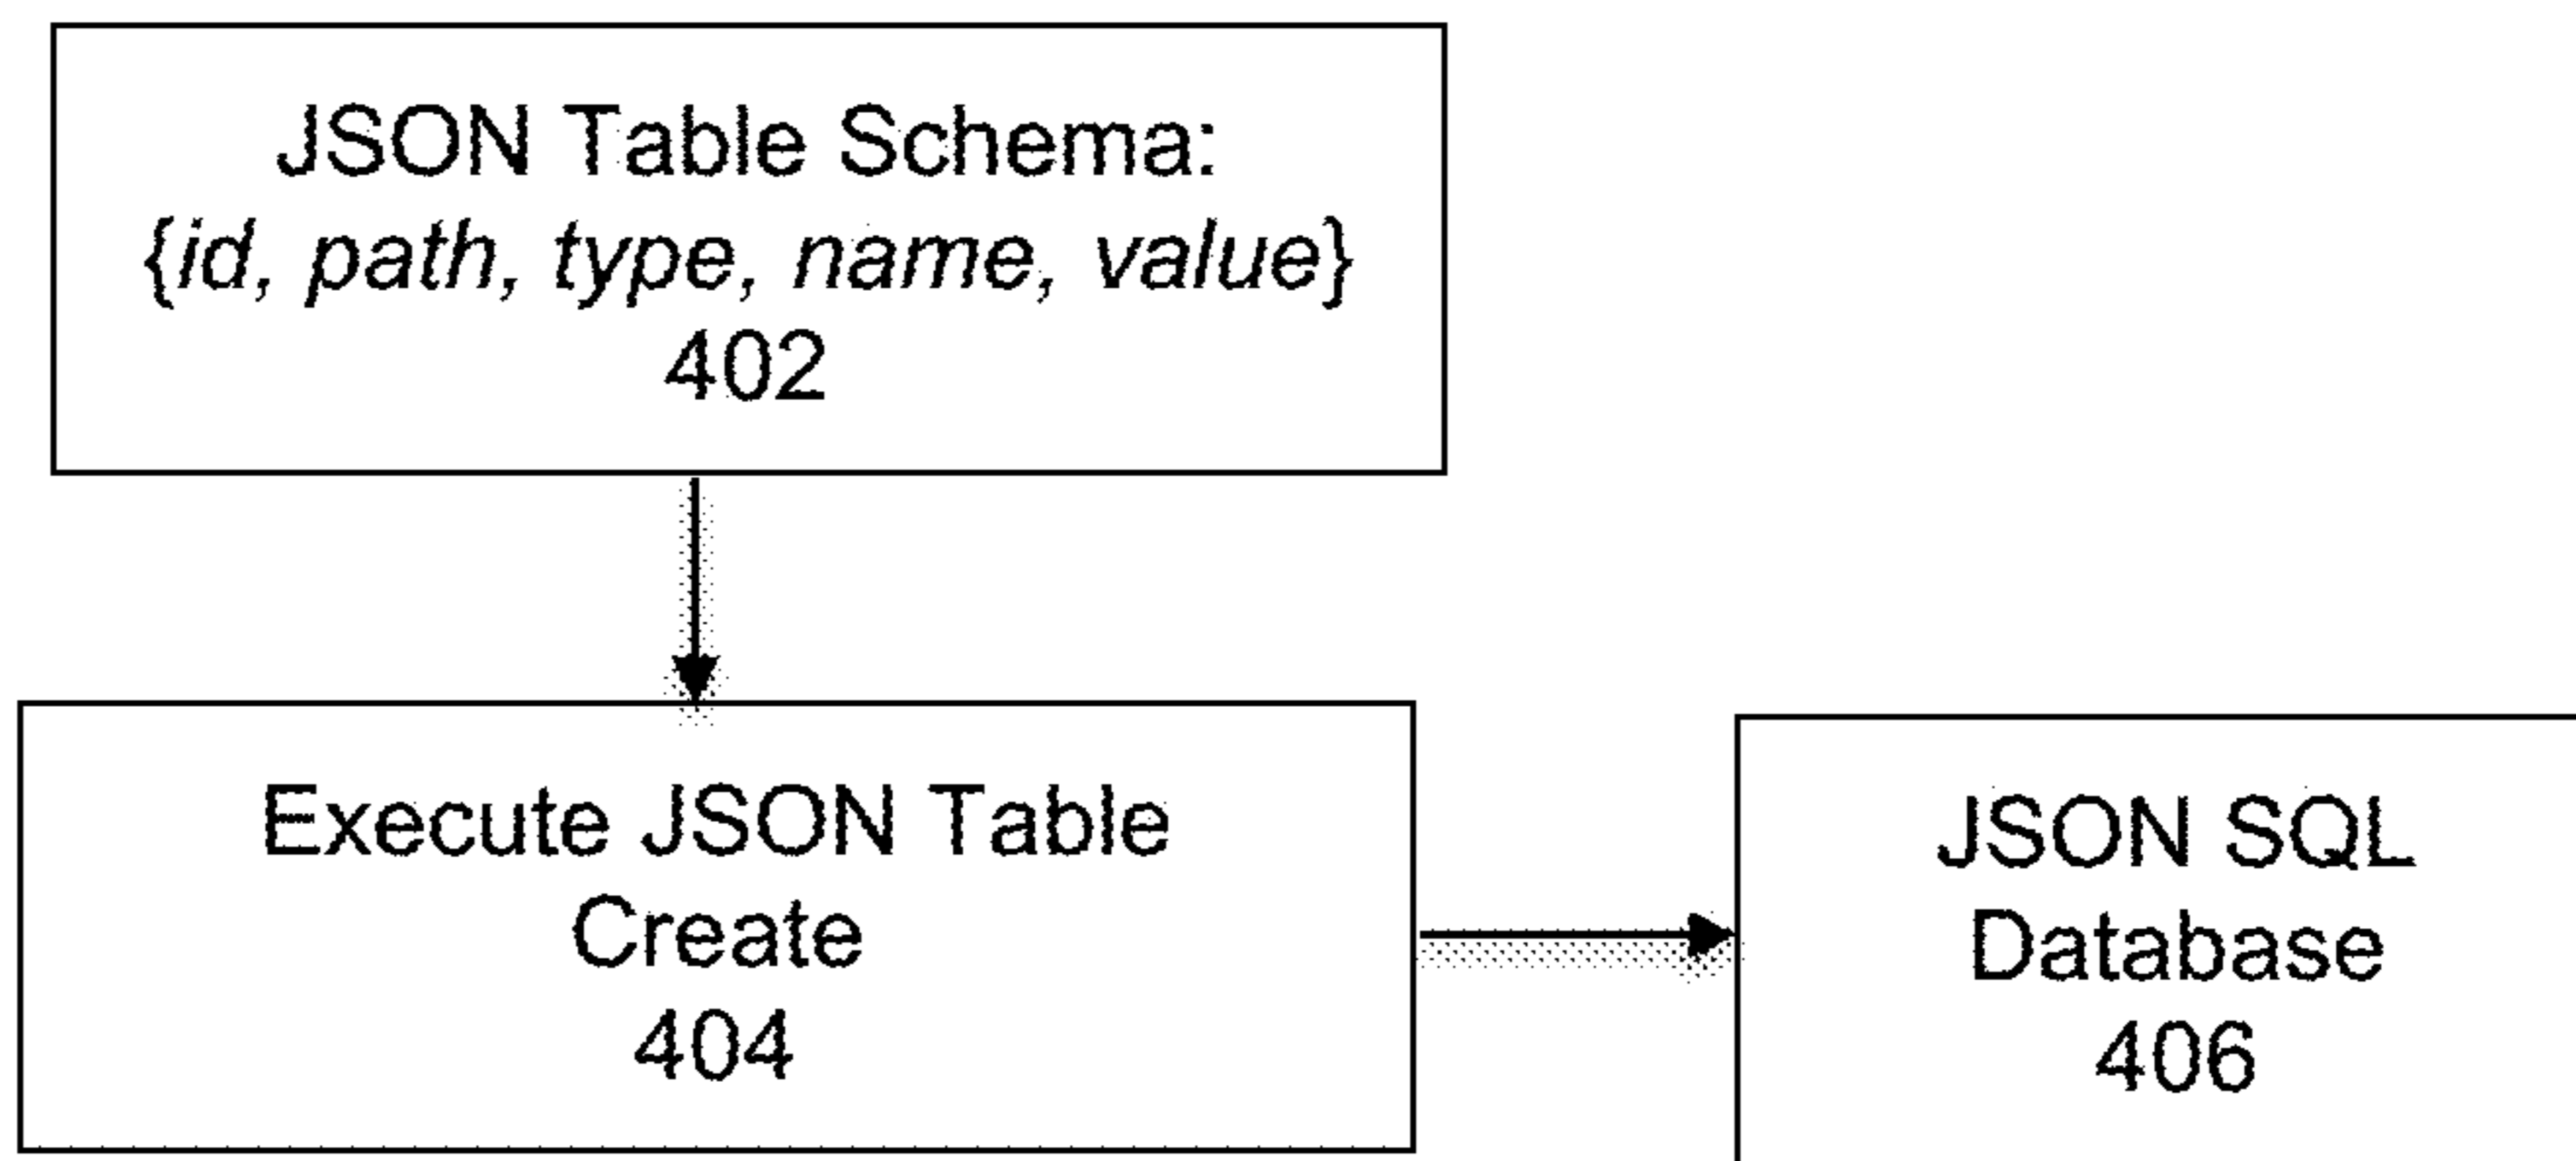 JSON Table Schema:
{id, path, type, name, value}
402
Execute JSON Table
Create
404
JSON SQL
Database
406